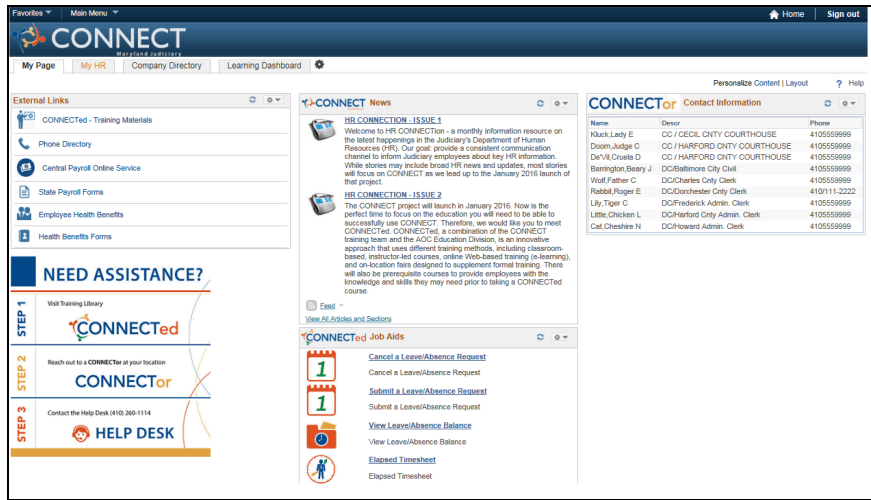 Favorites Main Menu
Home Sign out
CONNECT
Maryland Judiciary
My Page My HR Company Directory Learning Dashboard
Personalize Content | Layout ? Help
External Links
CONNECTed - Training Materials
Phone Directory
Central Payroll Online Service
State Payroll Forms
Employee Health Benefits
Health Benefits Forms
NEED ASSISTANCE?
STEP 1
Visit Training Library
CONNECTed
STEP 2
Reach-out to a CONNECTor at your location
CONNECTor
STEP 3
Contact the Help Desk (410) 260-1114
HELP DESK
CONNECT News
HR CONNECTION - ISSUE 1
Welcome to HR CONNECTion - a monthly information resource on
the latest happenings in the Judiciary's Department of Human
Resources (HR). Our goal: provide a consistent communication
channel to inform Judiciary employees about key HR information.
While stories may include broad HR news and updates, most stories
will focus on CONNECT as we lead up to the January 2016 launch of
that project.
HR CONNECTION - ISSUE 2
The CONNECT project will launch in January 2016. Now is the
perfect time to focus on the education you will need to be able to
successfully use CONNECT. Therefore, we would like you to meet
CONNECTed. CONNECTed, a combination of the CONNECT
training team and the AOC Education Division, is an innovative
approach that uses different training methods, including classroom-
based, instructor-led courses, online Web-based training (e-learning),
and on-location fairs designed to supplement formal training. There
will also be prerequisite courses to provide employees with the
knowledge and skills they may need prior to taking a CONNECTed
course.
Feed
View All Articles and Sections
CONNECTed Job Aids
1
Cancel a Leave/Absence Request
Cancel a Leave/Absence Request
1
Submit a Leave/Absence Request
Submit a Leave/Absence Request
View Leave/Absence Balance
View Leave/Absence Balance
Elapsed Timesheet
Elapsed Timesheet
CONNECTor Contact Information
Name Descr Phone
Kluck,Lady E CC / CECIL CNTY COURTHOUSE 4105559999
Doom,Judge C CC / HARFORD CNTY COURTHOUSE 4105559999
De'Vil,Cruela D CC / HARFORD CNTY COURTHOUSE 4105559999
Berrington,Beary J DC/Baltimore City Civil 4105559999
Wolf,Father C DC/Charles Cnty Clerk 4105559999
Rabbit,Roger E DC/Dorchester Cnty Clerk 410/111-2222
Lily,Tiger C DC/Frederick Admin. Clerk 4105559999
Little,Chicken L DC/Harford Cnty Admin. Clerk 4105559999
Cat,Cheshire N DC/Howard Admin. Clerk 4105559999